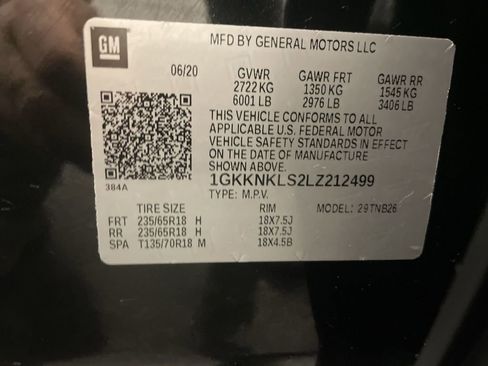 GM
MFD BY GENERAL MOTORS LLC
06/20 GVWR GAWR FRT GAWR RR
2722 KG 1350 KG 1545 KG
6001 LB 2976 LB 3406 LB
THIS VEHICLE CONFORMS TO ALL
APPLICABLE U.S. FEDERAL MOTOR
VEHICLE SAFETY STANDARDS IN EFFECT
ON THE DATE OF MANUFACTURE
SHOWN ABOVE.
384A 1GKKNKLS2LZ212499
TYPE: M.P.V.
TIRE SIZE RIM MODEL: 29TNB26
FRT 235/65R18 H 18X7.5J
RR 235/65R18 H 18X7.5J
SPA T135/70R18 M 18X4.5B